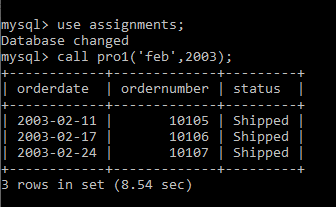 mysql> use assignments;
Database changed
mysql> call pro1('feb',2003);
+------------+-------------+---------+
| orderdate  | ordernumber | status  |
+------------+-------------+---------+
| 2003-02-11 |       10105 | Shipped |
| 2003-02-17 |       10106 | Shipped |
| 2003-02-24 |       10107 | Shipped |
+------------+-------------+---------+
3 rows in set (8.54 sec)